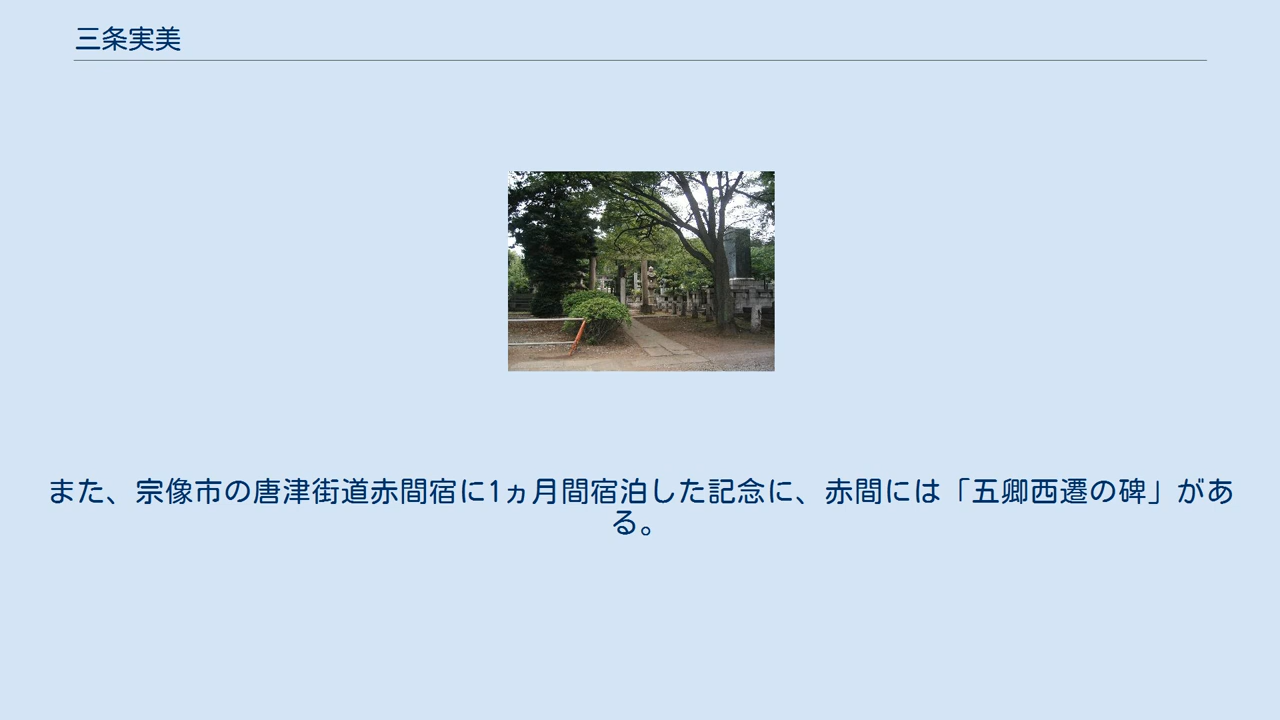 三条実美
また、宗像市の唐津街道赤間宿に1ヵ月間宿泊した記念に、赤間には「五卿西遷の碑」があ
る。